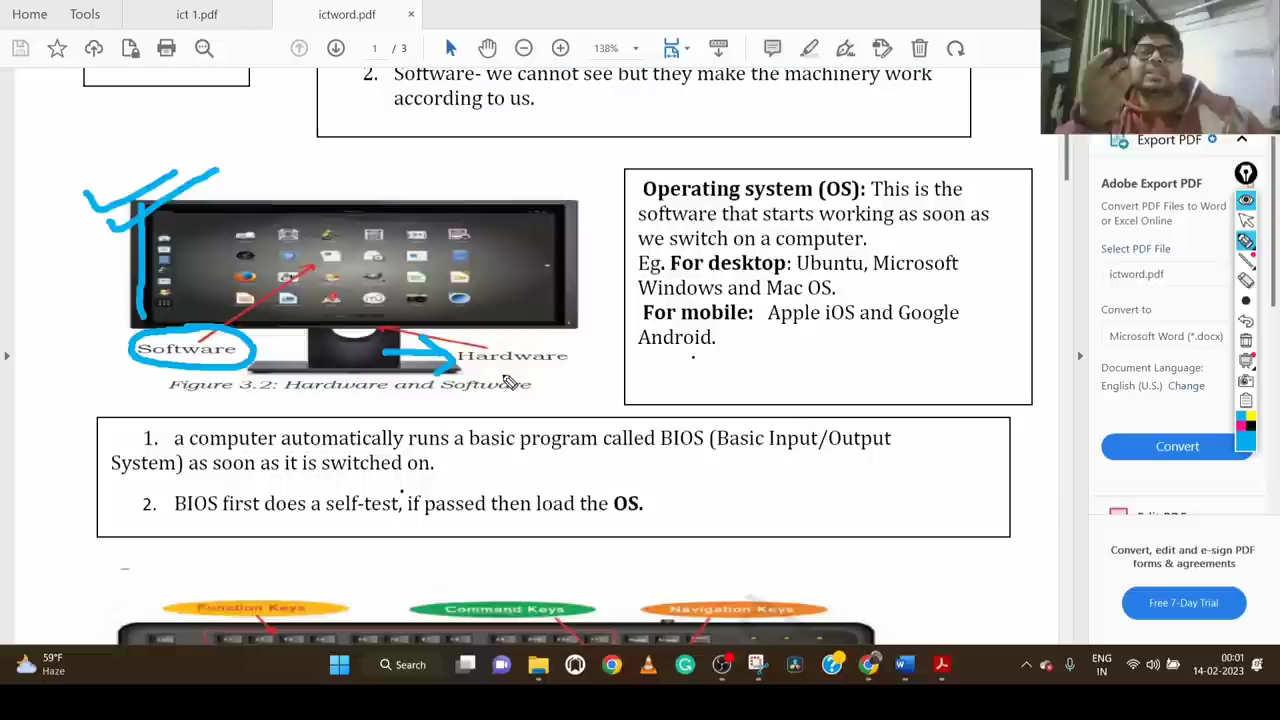 Home
Tools
ict 1.pdf
ictword.pdf
×
1 / 3
138%
2. Software- we cannot see but they make the machinery work
according to us.
Software
Hardware
Figure 3.2: Hardware and Software
Operating system (OS): This is the
software that starts working as soon as
we switch on a computer.
Eg. For desktop: Ubuntu, Microsoft
Windows and Mac OS.
For mobile: Apple iOS and Google
Android.
1. a computer automatically runs a basic program called BIOS (Basic Input/Output
System) as soon as it is switched on.
2. BIOS first does a self-test, if passed then load the OS.
Function Keys
Command Keys
Navigation Keys
Export PDF
Adobe Export PDF
Convert PDF Files to Word
or Excel Online
Select PDF File
ictword.pdf
Convert to
Microsoft Word (*.docx)
Document Language:
English (U.S.) Change
Convert
Convert, edit and e-sign PDF
forms & agreements
Free 7-Day Trial
59°F
Haze
Search
ENG
IN
00:01
14-02-2023